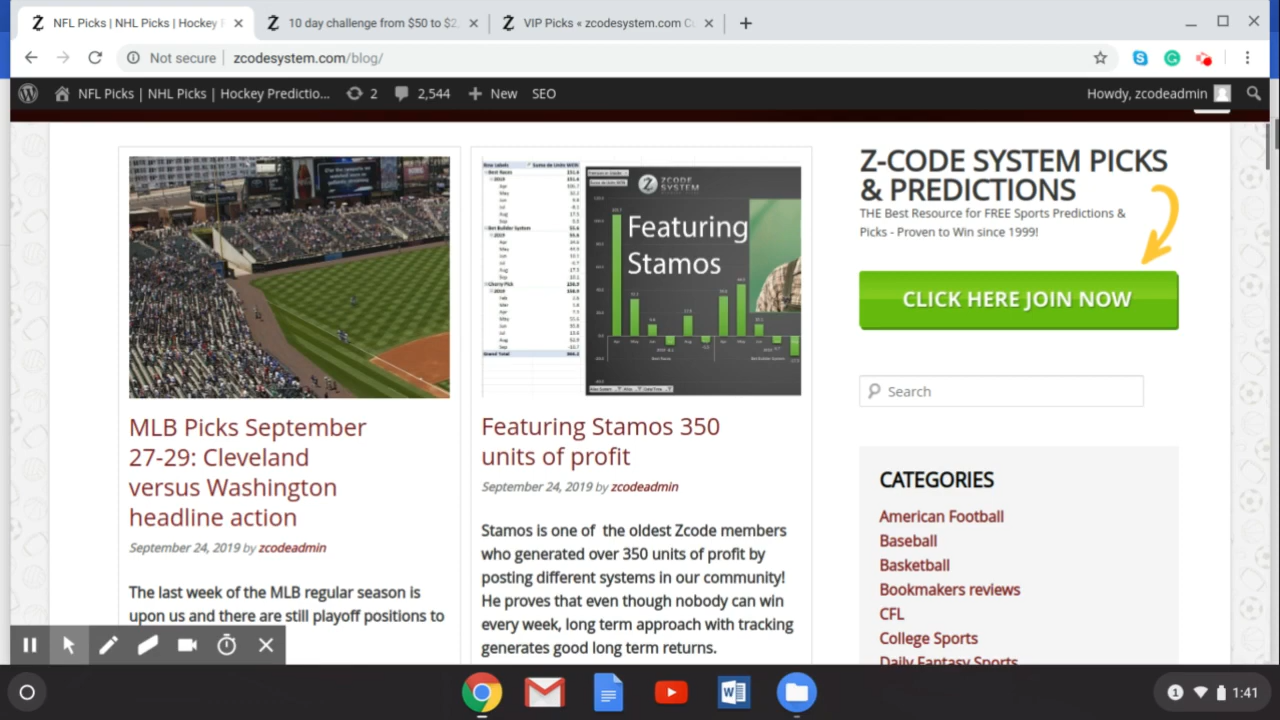 NFL Picks | NHL Picks | Hockey
10 day challenge from $50 to $2
VIP Picks « zcodesystem.com
Not secure
zcodesystem.com/blog/
NFL Picks | NHL Picks | Hockey Predictio...
2
2,544
New
SEO
Howdy, zcodeadmin
ZCODE
SYSTEM
Featuring
Stamos
MLB Picks September
27-29: Cleveland
versus Washington
headline action
September 24, 2019 by zcodeadmin
The last week of the MLB regular season is
upon us and there are still playoff positions to
Featuring Stamos 350
units of profit
September 24, 2019 by zcodeadmin
Stamos is one of the oldest Zcode members
who generated over 350 units of profit by
posting different systems in our community!
He proves that even though nobody can win
every week, long term approach with tracking
generates good long term returns.
Z-CODE SYSTEM PICKS
& PREDICTIONS
THE Best Resource for FREE Sports Predictions &
Picks - Proven to Win since 1999!
CLICK HERE JOIN NOW
Search
CATEGORIES
American Football
Baseball
Basketball
Bookmakers reviews
CFL
College Sports
Daily Fantasy Sports
1
1:41